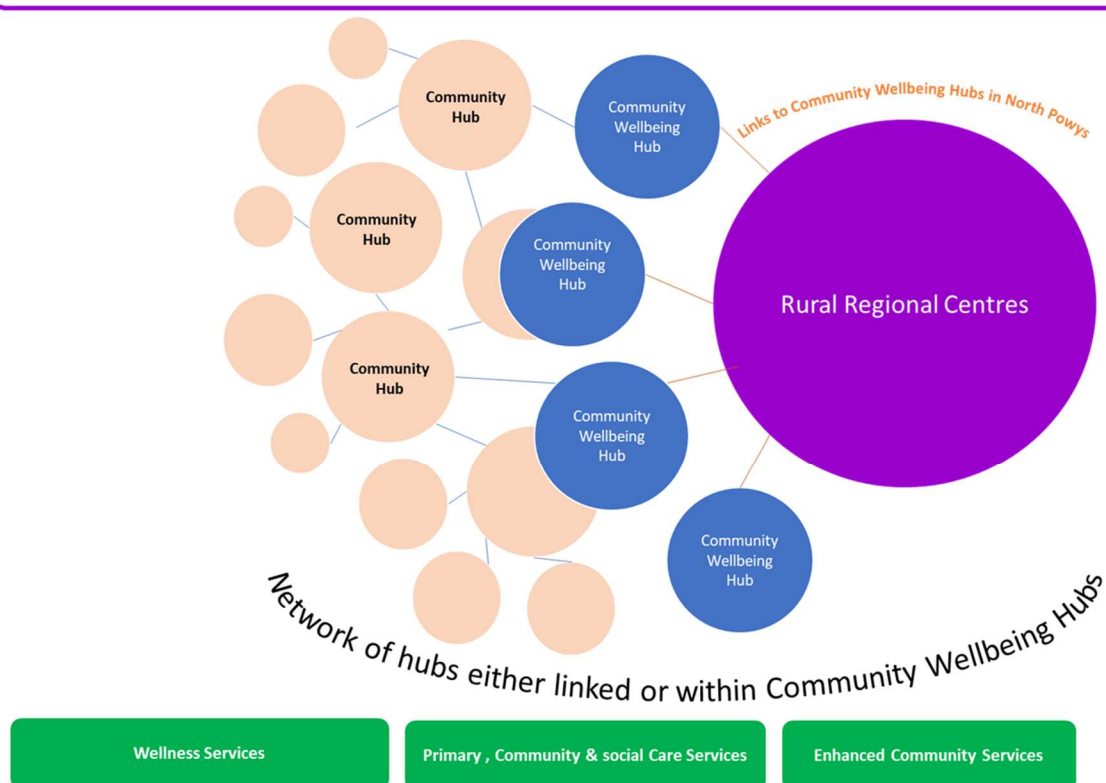 Community
Hub
Community
Wellbeing
Hub
Links to Community Wellbeing Hubs in North Powys
Community
Hub
Community
Wellbeing
Hub
Rural Regional Centres
Community
Hub
Community
Wellbeing
Hub
Community
Wellbeing
Hub
Network of hubs either linked or within Community Wellbeing Hubs
Wellness Services
Primary , Community & social Care Services
Enhanced Community Services